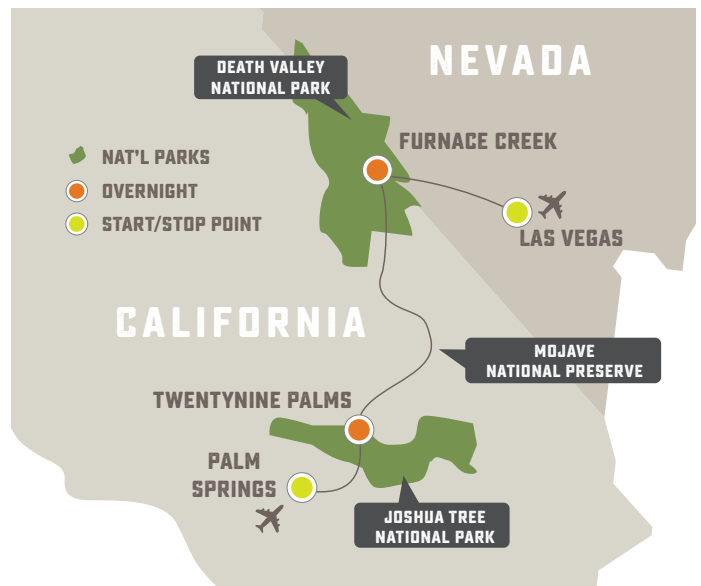 NEVADA
DEATH VALLEY
NATIONAL PARK
FURNACE CREEK
NAT'L PARKS
OVERNIGHT
START/STOP POINT
LAS VEGAS
CALIFORNIA
MOJAVE
NATIONAL PRESERVE
TWENTYNINE PALMS
PALM
SPRINGS
JOSHUA TREE
NATIONAL PARK